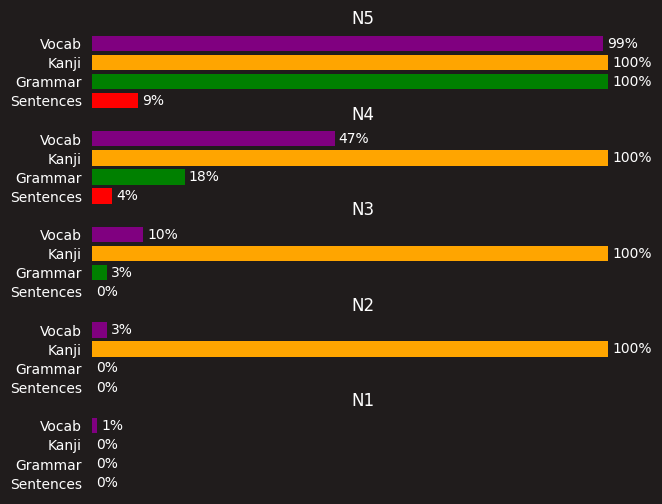 N5
Vocab 99%
Kanji 100%
Grammar 100%
Sentences 9%
N4
Vocab 47%
Kanji 100%
Grammar 18%
Sentences 4%
N3
Vocab 10%
Kanji 100%
Grammar 3%
Sentences 0%
N2
Vocab 3%
Kanji 100%
Grammar 0%
Sentences 0%
N1
Vocab 1%
Kanji 0%
Grammar 0%
Sentences 0%